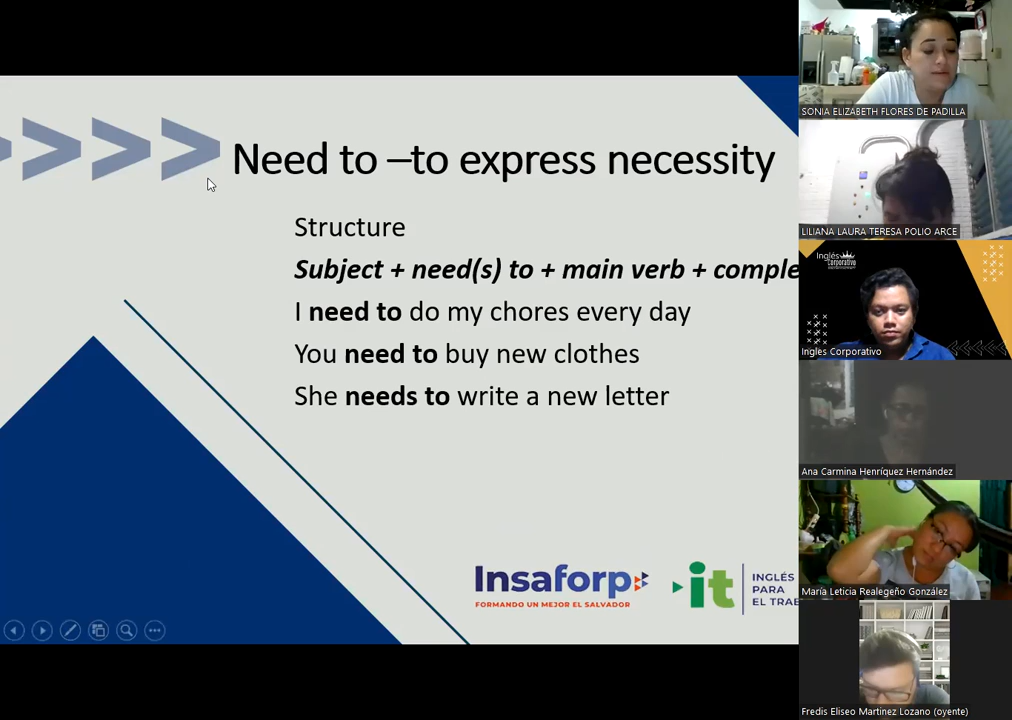 Need to –to express necessity
Structure
Subject + need(s) to + main verb + comple
I need to do my chores every day
You need to buy new clothes
She needs to write a new letter
Insaforp
FORMANDO UN MEJOR EL SALVADOR
it
INGLÉS
PARA
EL TRA
SONIA ELIZABETH FLORES DE PADILLA
LILIANA LAURA TERESA POLIO ARCE
Inglés
Corporativo
Ingles Corporativo
Ana Carmina Henríquez Hernández
María Leticia Realegeño González
Fredis Eliseo Martinez Lozano (oyente)